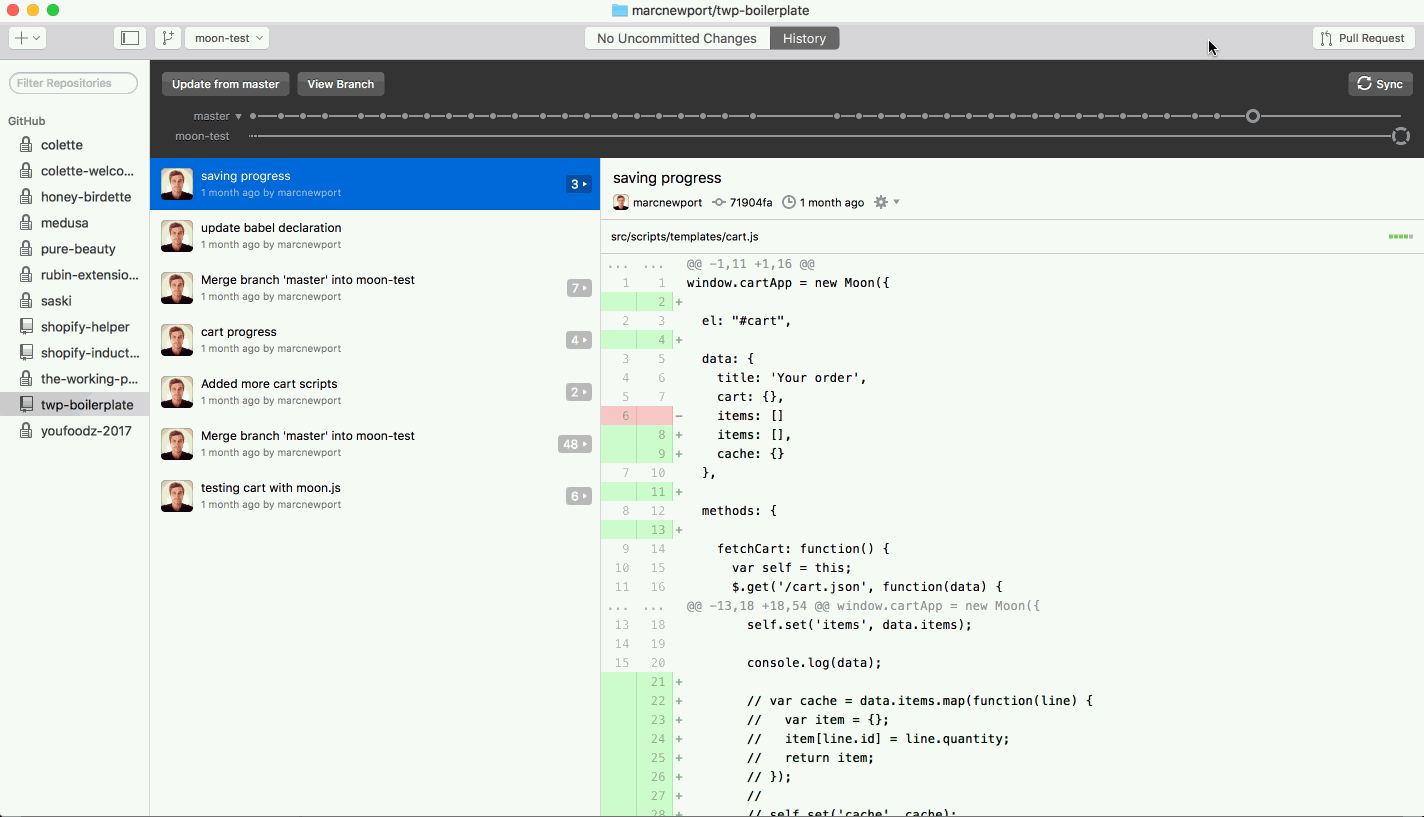 marcnewport/twp-boilerplate
moon-test
No Uncommitted Changes
History
Pull Request
Filter Repositories
GitHub
colette
colette-welco...
honey-birdette
medusa
pure-beauty
rubin-extensio...
saski
shopify-helper
shopify-induct...
the-working-p...
twp-boilerplate
youfoodz-2017
Update from master
View Branch
Sync
master
moon-test
saving progress
1 month ago by marcnewport
3
update babel declaration
1 month ago by marcnewport
Merge branch 'master' into moon-test
1 month ago by marcnewport
7
cart progress
1 month ago by marcnewport
4
Added more cart scripts
1 month ago by marcnewport
2
Merge branch 'master' into moon-test
1 month ago by marcnewport
48
testing cart with moon.js
1 month ago by marcnewport
6
saving progress
marcnewport 71904fa 1 month ago
src/scripts/templates/cart.js
... ... @@ -1,11 +1,16 @@
1 1 window.cartApp = new Moon({
2 +
2 3 el: "#cart",
4 +
3 5 data: {
4 6 title: 'Your order',
5 7 cart: {},
6 - items: []
8 + items: [],
9 + cache: {}
7 10 },
11 +
8 12 methods: {
13 +
9 14 fetchCart: function() {
10 15 var self = this;
11 16 $.get('/cart.json', function(data) {
... ... @@ -13,18 +18,54 @@ window.cartApp = new Moon({
13 18 self.set('items', data.items);
14 19
15 20 console.log(data);
21 +
22 + // var cache = data.items.map(function(line) {
23 + // var item = {};
24 + // item[line.id] = line.quantity;
25 + // return item;
26 + // });
27 + //
28 + // self.set('cache', cache);